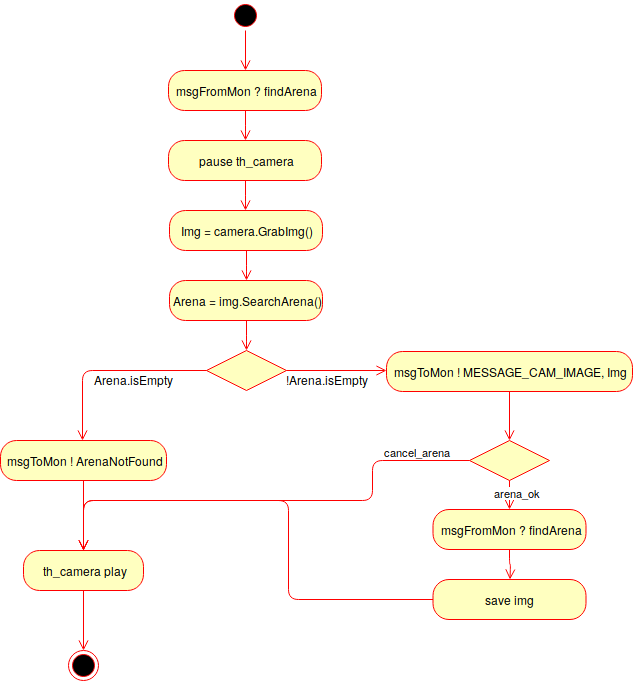 msgFromMon ? findArena
pause th_camera
Img = camera.GrabImg()
Arena = img.SearchArena()
Arena.isEmpty
!Arena.isEmpty
msgToMon ! MESSAGE_CAM_IMAGE, Img
msgToMon ! ArenaNotFound
cancel_arena
arena_ok
msgFromMon ? findArena
th_camera play
save img